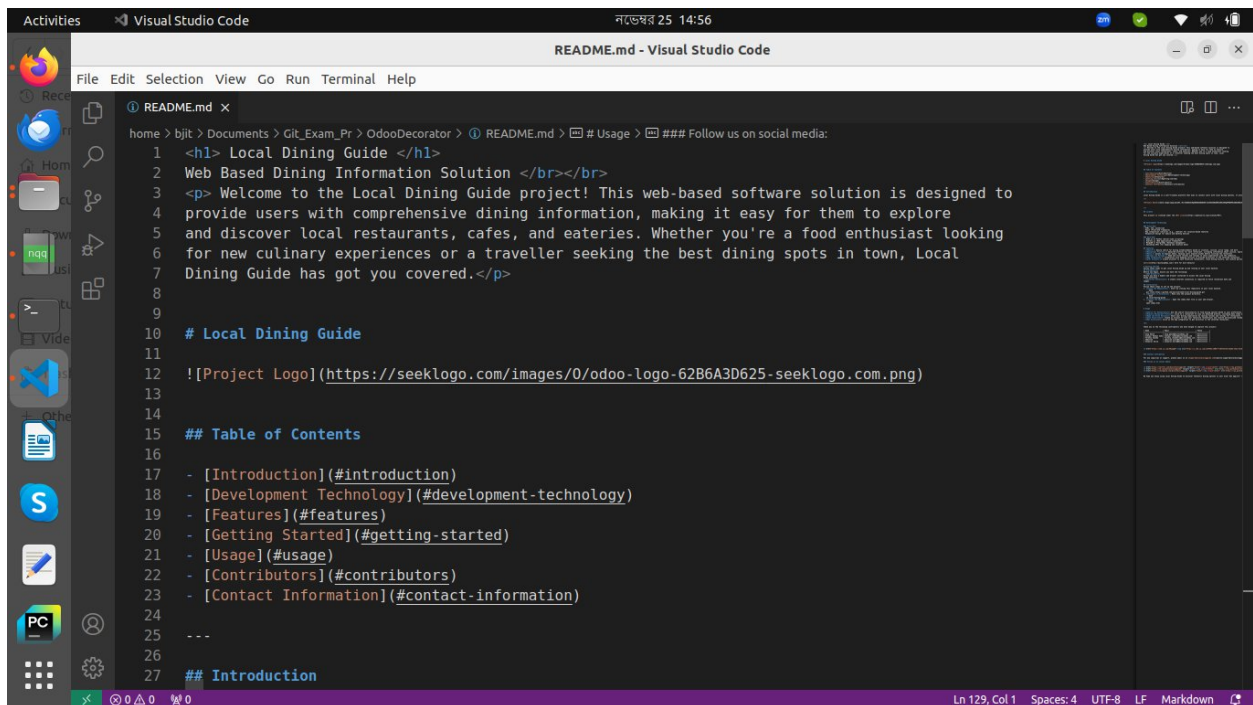 Activities Visual Studio Code নভেম্বর 25 14:56 zm
README.md - Visual Studio Code
File Edit Selection View Go Run Terminal Help
README.md
home > bjit > Documents > Git_Exam_Pr > OdooDecorator > README.md > # Usage > ### Follow us on social media:
1 <h1> Local Dining Guide </h1>
2 Web Based Dining Information Solution </br></br>
3 <p> Welcome to the Local Dining Guide project! This web-based software solution is designed to
4 provide users with comprehensive dining information, making it easy for them to explore
5 and discover local restaurants, cafes, and eateries. Whether you're a food enthusiast looking
6 for new culinary experiences or a traveller seeking the best dining spots in town, Local
7 Dining Guide has got you covered.</p>
8
9
10 # Local Dining Guide
11
12 ![Project Logo](https://seeklogo.com/images/O/odoo-logo-62B6A3D625-seeklogo.com.png)
13
14
15 ## Table of Contents
16
17 - [Introduction](#introduction)
18 - [Development Technology](#development-technology)
19 - [Features](#features)
20 - [Getting Started](#getting-started)
21 - [Usage](#usage)
22 - [Contributors](#contributors)
23 - [Contact Information](#contact-information)
24
25 ---
26
27 ## Introduction
nqq
PC
0 0 0 Ln 129, Col 1 Spaces: 4 UTF-8 LF Markdown